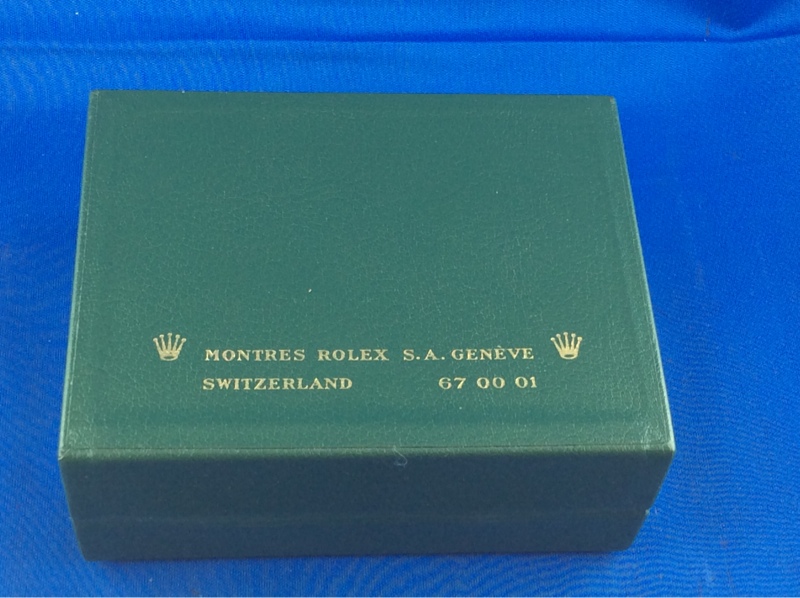 MONTRES ROLEX S.A. GENÈVE
SWITZERLAND 67 00 01